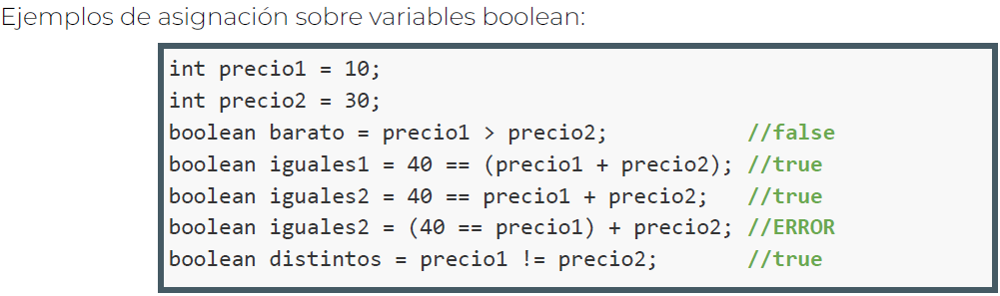 Ejemplos de asignación sobre variables boolean:
int precio1 = 10;
int precio2 = 30;
boolean barato = precio1 > precio2; //false
boolean iguales1 = 40 == (precio1 + precio2); //true
boolean iguales2 = 40 == precio1 + precio2; //true
boolean iguales2 = (40 == precio1) + precio2; //ERROR
boolean distintos = precio1 != precio2; //true